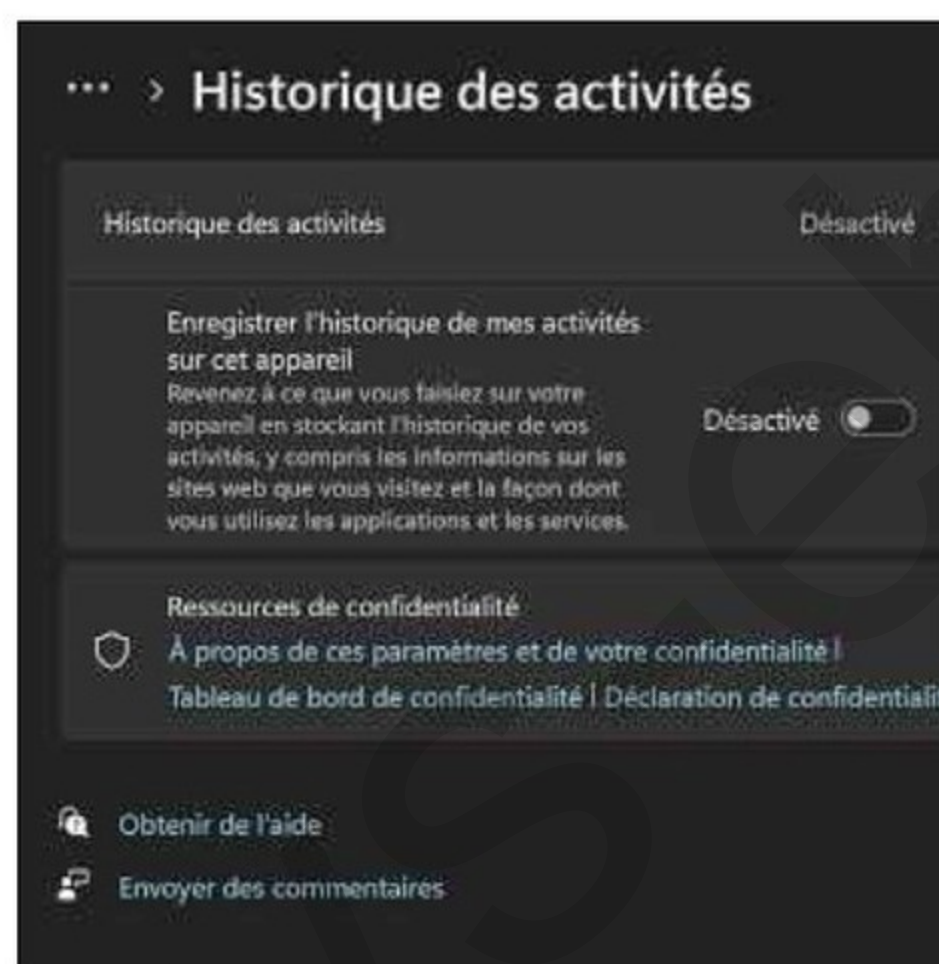 ... > Historique des activités
Historique des activités Désactivé
Enregistrer l'historique de mes activités
sur cet appareil
Revenez à ce que vous faisiez sur votre
appareil en stockant l'historique de vos
activités, y compris les informations sur les
sites web que vous visitez et la façon dont
vous utilisez les applications et les services.
Désactivé
Ressources de confidentialité
À propos de ces paramètres et de votre confidentialité |
Tableau de bord de confidentialité | Déclaration de
Obtenir de l'aide
Envoyer des commentaires